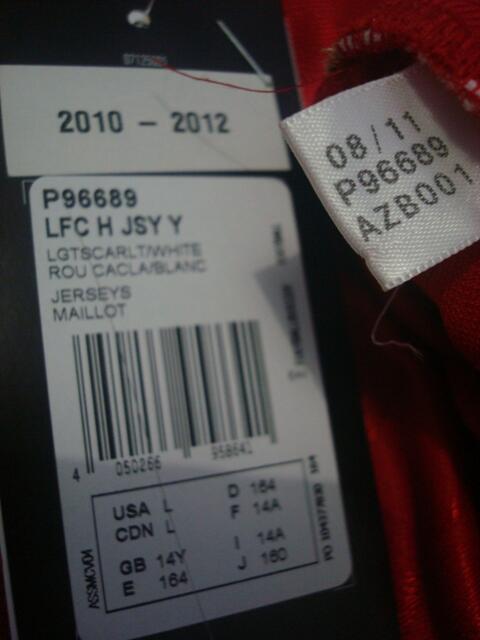 2010 - 2012
P96689
LFC H JSY Y
LGTSCARLT/WHITE
ROU CACLA/BLANC
JERSEYS
MAILLOT
4 050266 958641
USA L D 164
CDN L F 14A
GB 14Y I 14A
E 164 J 160
ASSMCV04
08/11
P96689
AZB001